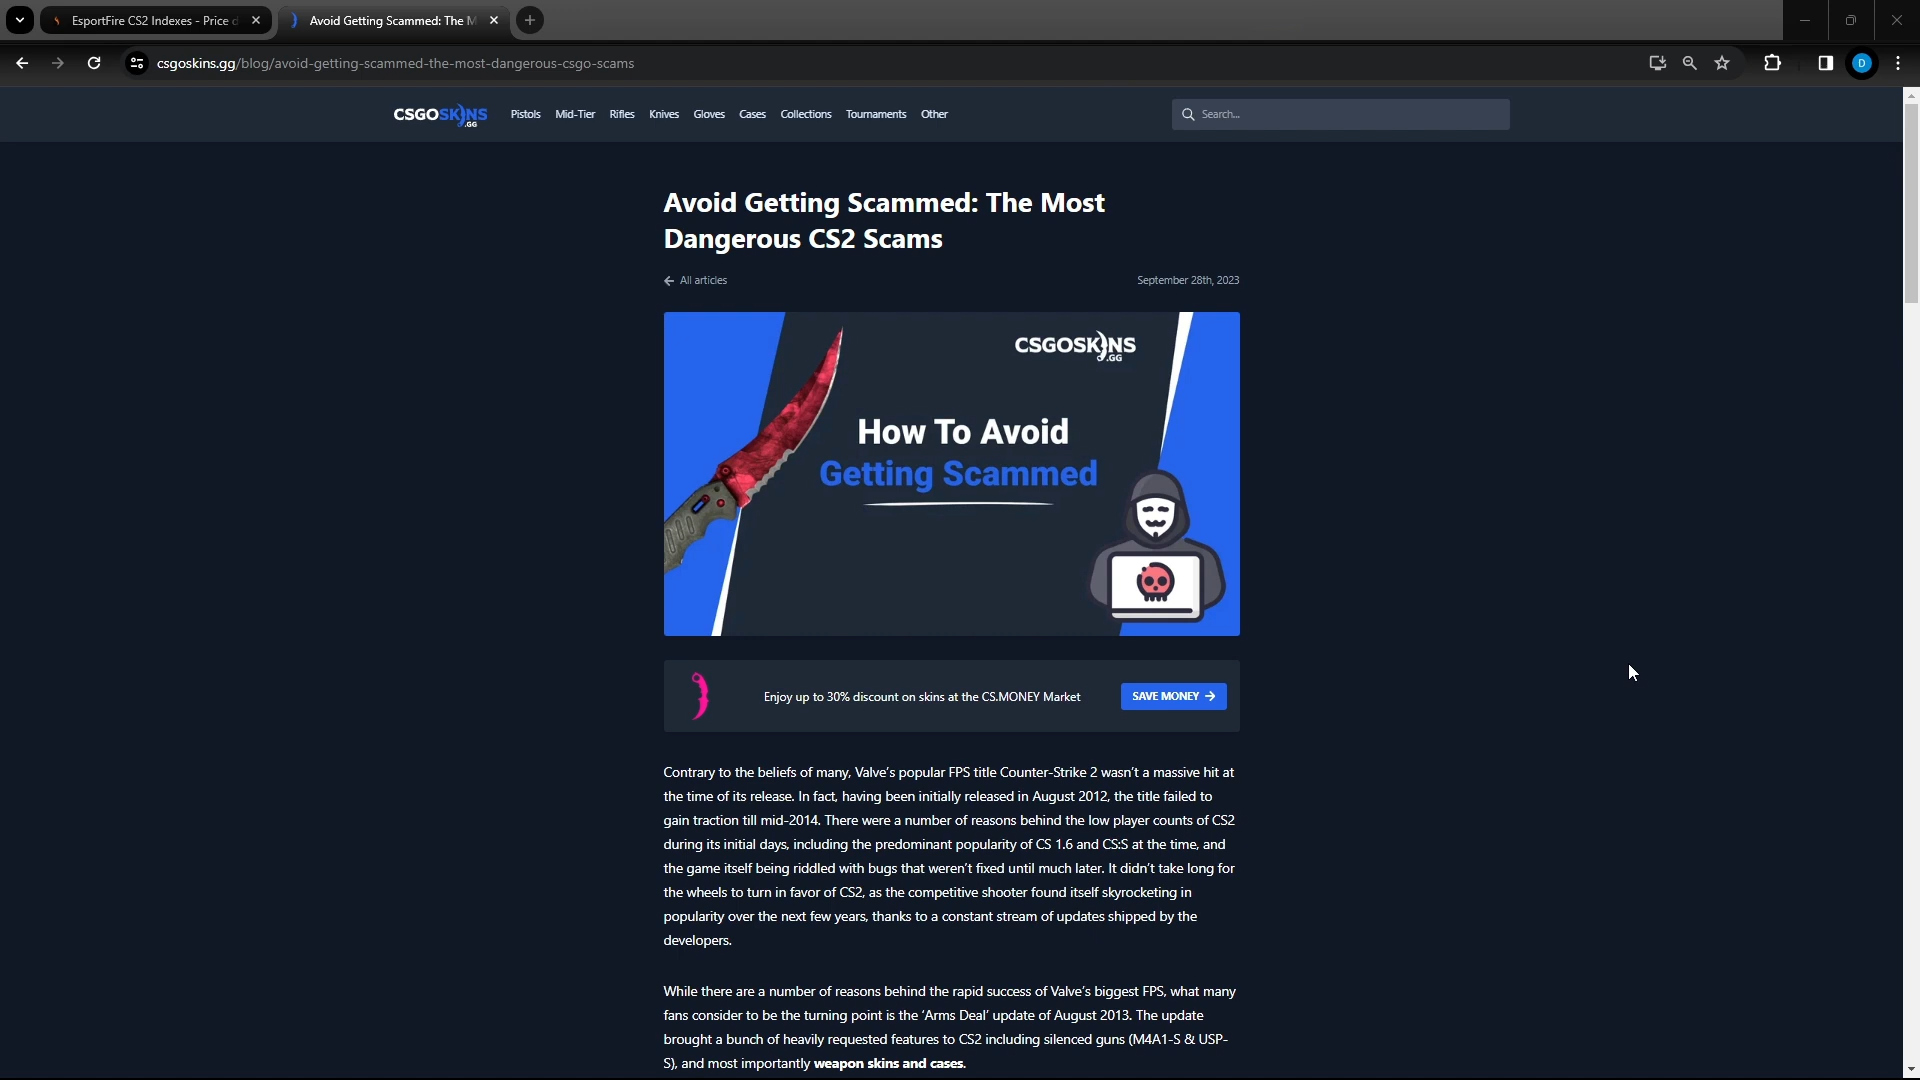 EsportFire CS2 Indexes - Price
Avoid Getting Scammed: The M
csgoskins.gg/blog/avoid-getting-scammed-the-most-dangerous-csgo-scams
D
CSGOSKINS
.GG
Pistols
Mid-Tier
Rifles
Knives
Gloves
Cases
Collections
Tournaments
Other
Search...
Avoid Getting Scammed: The Most
Dangerous CS2 Scams
← All articles
September 28th, 2023
CSGOSKINS
.GG
How To Avoid
Getting Scammed
Enjoy up to 30% discount on skins at the CS.MONEY Market
SAVE MONEY →
Contrary to the beliefs of many, Valve's popular FPS title Counter-Strike 2 wasn't a massive hit at
the time of its release. In fact, having been initially released in August 2012, the title failed to
gain traction till mid-2014. There were a number of reasons behind the low player counts of CS2
during its initial days, including the predominant popularity of CS 1.6 and CS:S at the time, and
the game itself being riddled with bugs that weren't fixed until much later. It didn't take long for
the wheels to turn in favor of CS2, as the competitive shooter found itself skyrocketing in
popularity over the next few years, thanks to a constant stream of updates shipped by the
developers.
While there are a number of reasons behind the rapid success of Valve's biggest FPS, what many
fans consider to be the turning point is the 'Arms Deal' update of August 2013. The update
brought a bunch of heavily requested features to CS2 including silenced guns (M4A1-S & USP-
S), and most importantly weapon skins and cases.